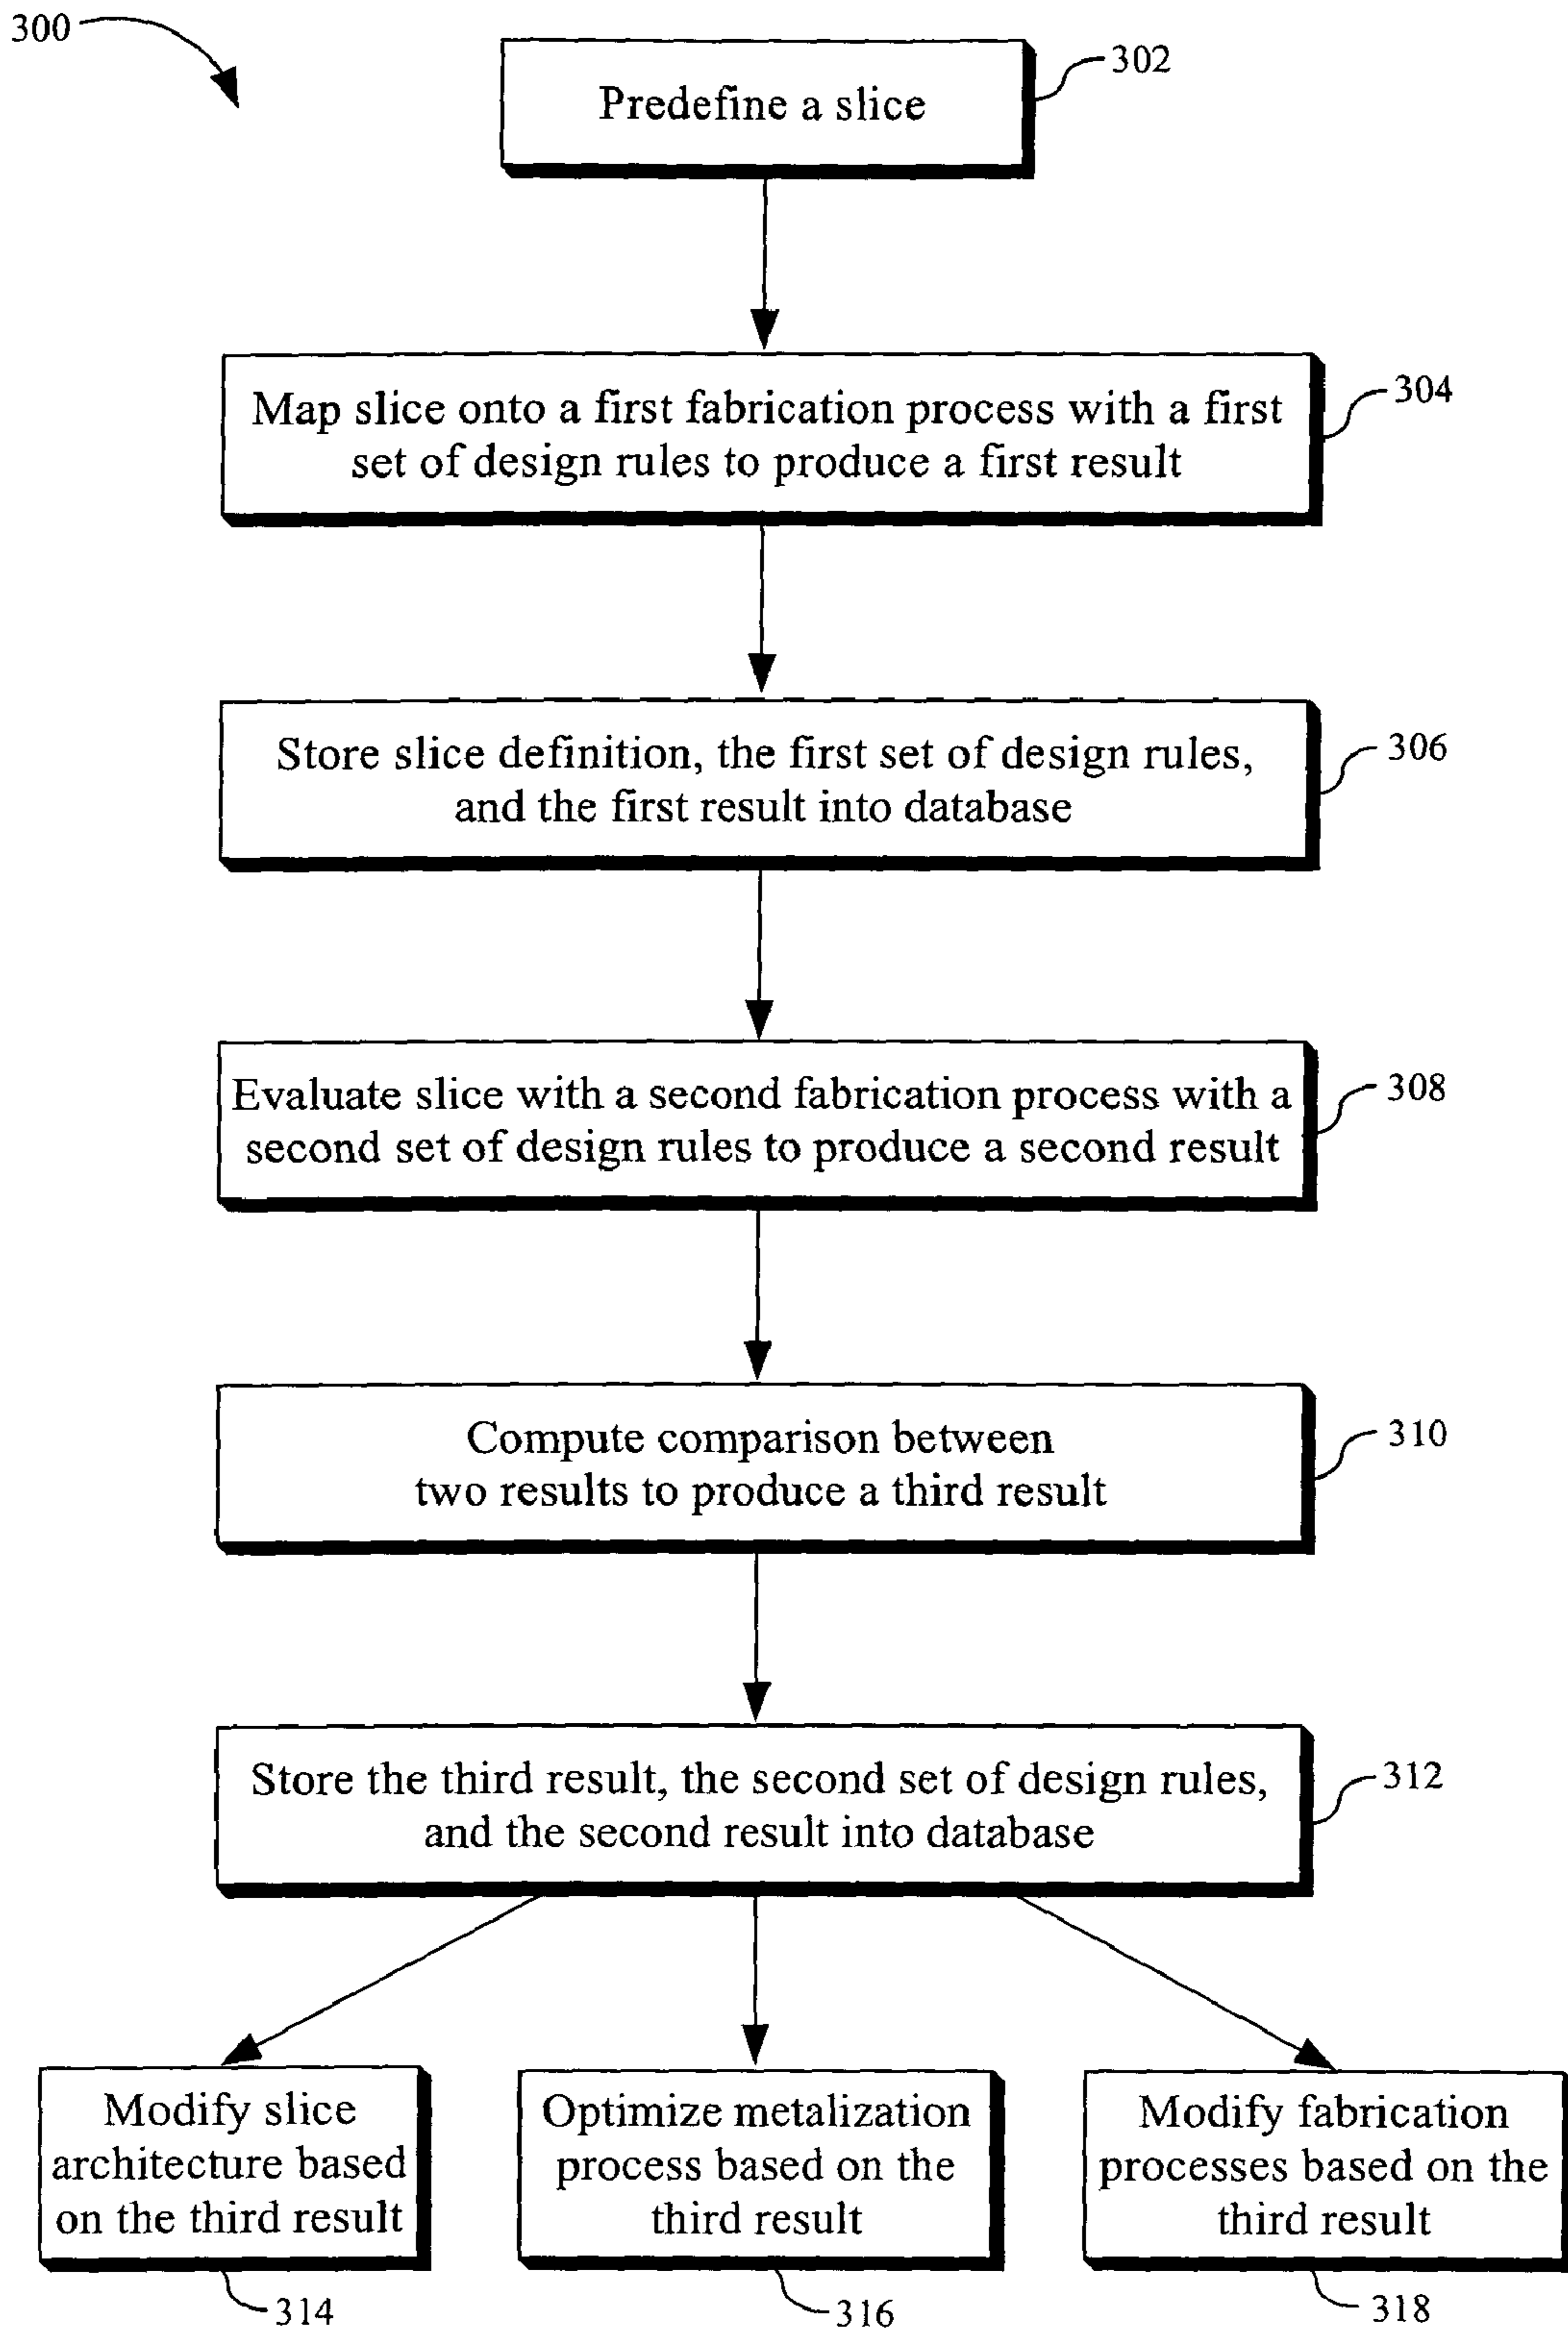 300
Predefine a slice
302
Map slice onto a first fabrication process with a first
set of design rules to produce a first result
304
Store slice definition, the first set of design rules,
and the first result into database
306
Evaluate slice with a second fabrication process with a
second set of design rules to produce a second result
308
Compute comparison between
two results to produce a third result
310
Store the third result, the second set of design rules,
and the second result into database
312
Modify slice
architecture based
on the third result
314
Optimize metalization
process based on the
third result
316
Modify fabrication
processes based on the
third result
318